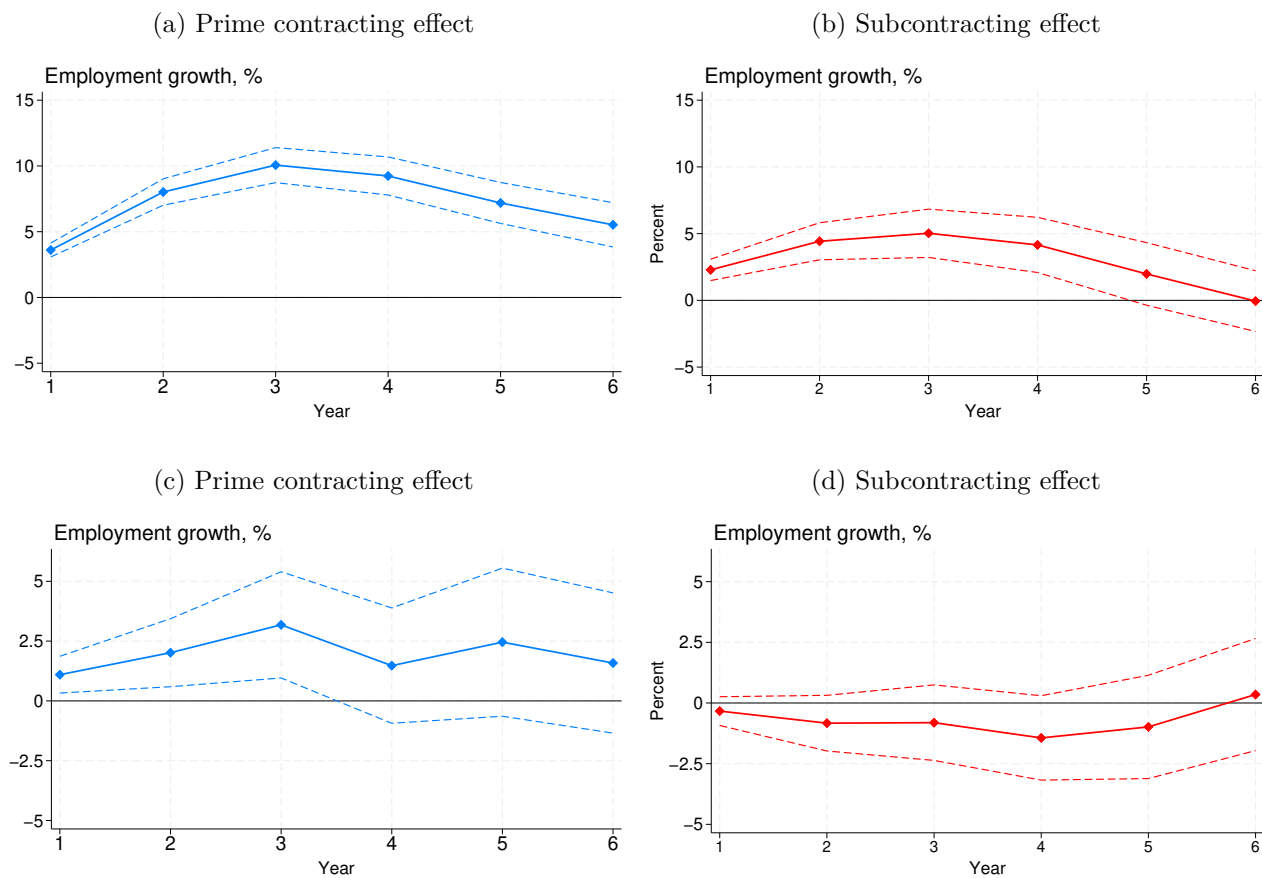 (a) Prime contracting effect
Employment growth, %
15
10
5
0
−5
1 2 3 4 5 6
Year
(b) Subcontracting effect
Employment growth, %
Percent
15
10
5
0
−5
1 2 3 4 5 6
Year
(c) Prime contracting effect
Employment growth, %
5
2.5
0
−2.5
−5
1 2 3 4 5 6
Year
(d) Subcontracting effect
Employment growth, %
Percent
5
2.5
0
−2.5
−5
1 2 3 4 5 6
Year